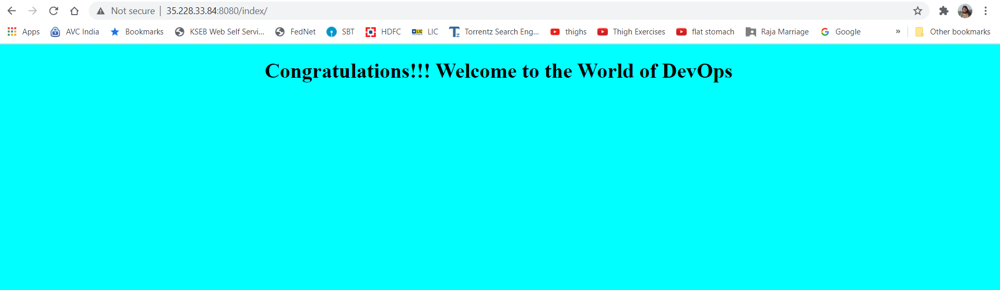 Not secure | 35.228.33.84:8080/index/
Apps AVC India Bookmarks KSEB Web Self Servi... FedNet SBT HDFC LIC Torrentz Search Eng... thighs Thigh Exercises flat stomach Raja Marriage Google » Other bookmarks
Congratulations!!! Welcome to the World of DevOps